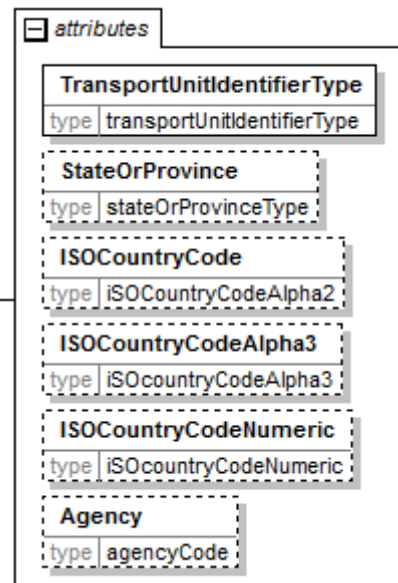 attributes
TransportUnitIdentifierType
type transportUnitIdentifierType
StateOrProvince
type stateOrProvinceType
ISOCountryCode
type iSOCountryCodeAlpha2
ISOCountryCodeAlpha3
type iSOcountryCodeAlpha3
ISOCountryCodeNumeric
type iSOcountryCodeNumeric
Agency
type agencyCode